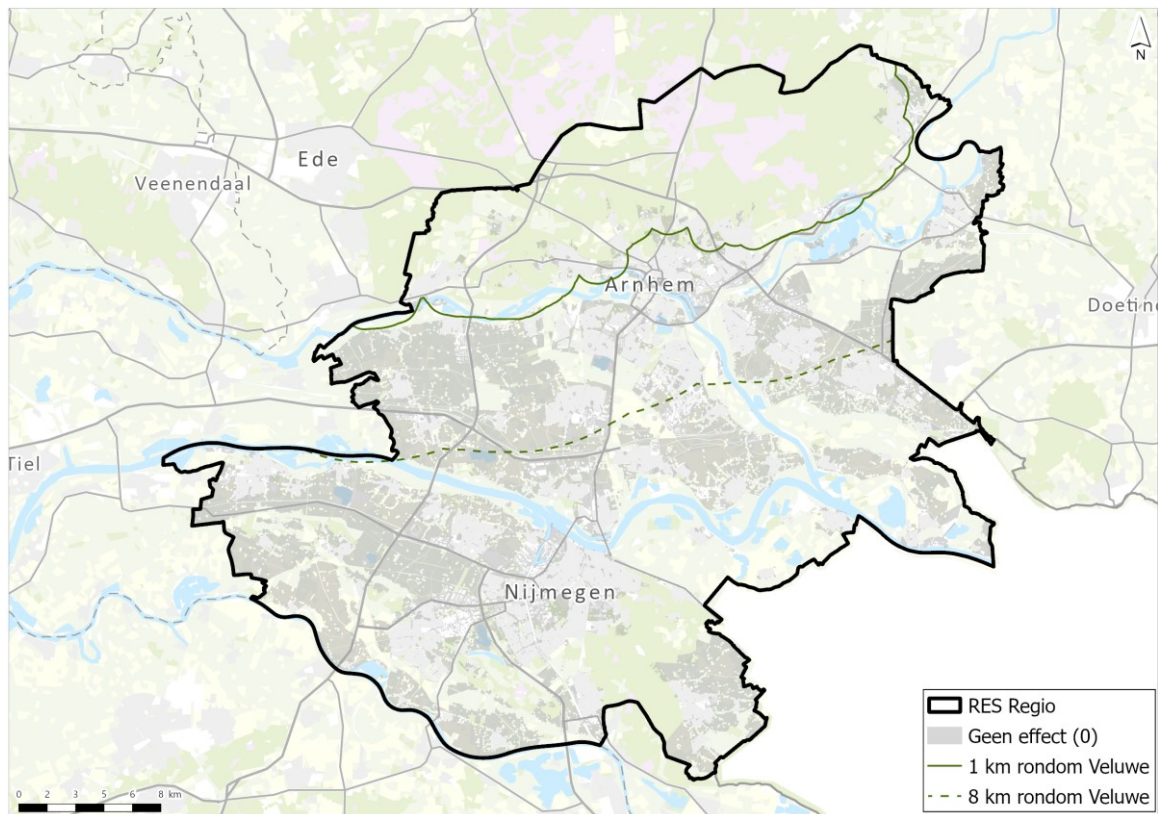 N
Ede
Veenendaal
Arnhem
Doetinc
Tiel
Nijmegen
RES Regio
Geen effect (0)
1 km rondom Veluwe
8 km rondom Veluwe
0 2 3 5 6 8 km